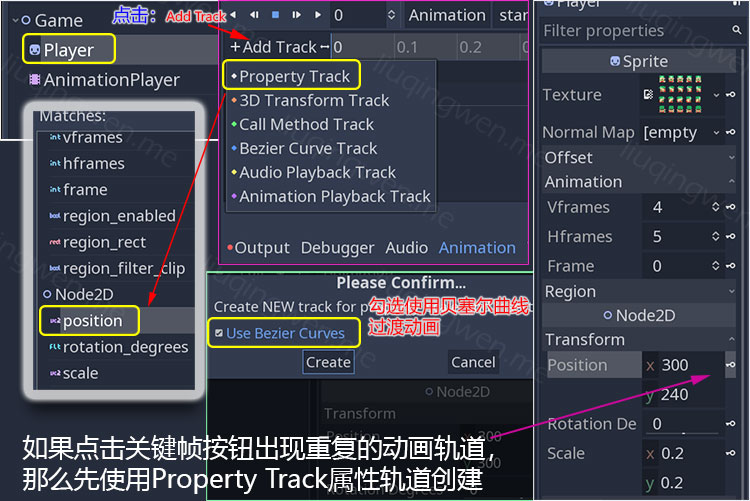 Game
Player
AnimationPlayer
点击：Add Track
0
Animation
star
Add Track
0
0.1
0.2
0.
Property Track
3D Transform Track
Call Method Track
Bezier Curve Track
Audio Playback Track
Animation Playback Track
Output
Debugger
Audio
Animation
Matches:
vframes
hframes
frame
region_enabled
region_rect
region_filter_clip
Node2D
position
rotation_degrees
scale
Please Confirm...
Create NEW track for p
勾选使用贝塞尔曲线
过渡动画
Use Bezier Curves
Create
Cancel
Node2D
Transform
Position
300
y 300
Player
Filter properties
Sprite
Texture
Normal Map [empty
Offset
Animation
Vframes 4
Hframes 5
Frame 0
Region
Node2D
Transform
Position x 300
y 240
Rotation De 0
Scale x 0.2
y 0.2
如果点击关键帧按钮出现重复的动画轨道，
那么先使用Property Track属性轨道创建
liuqingwen.me